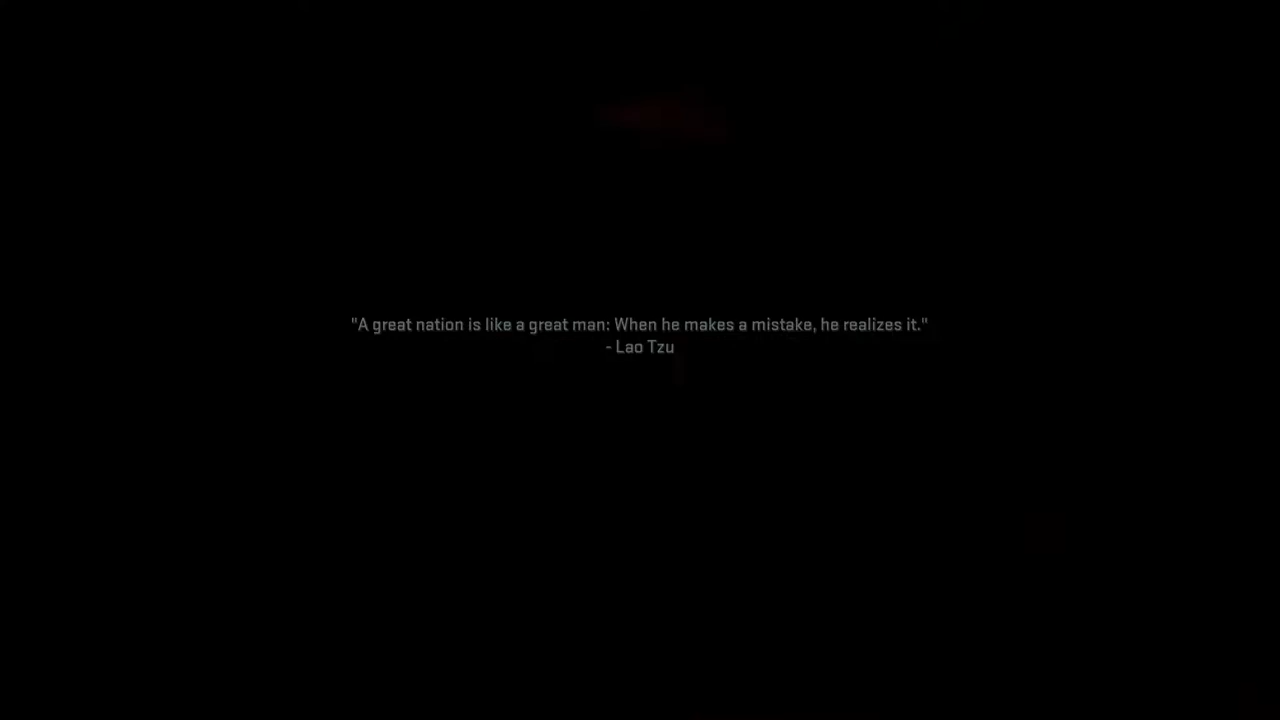 "A great nation is like a great man: When he makes a mistake, he realizes it."
- Lao Tzu